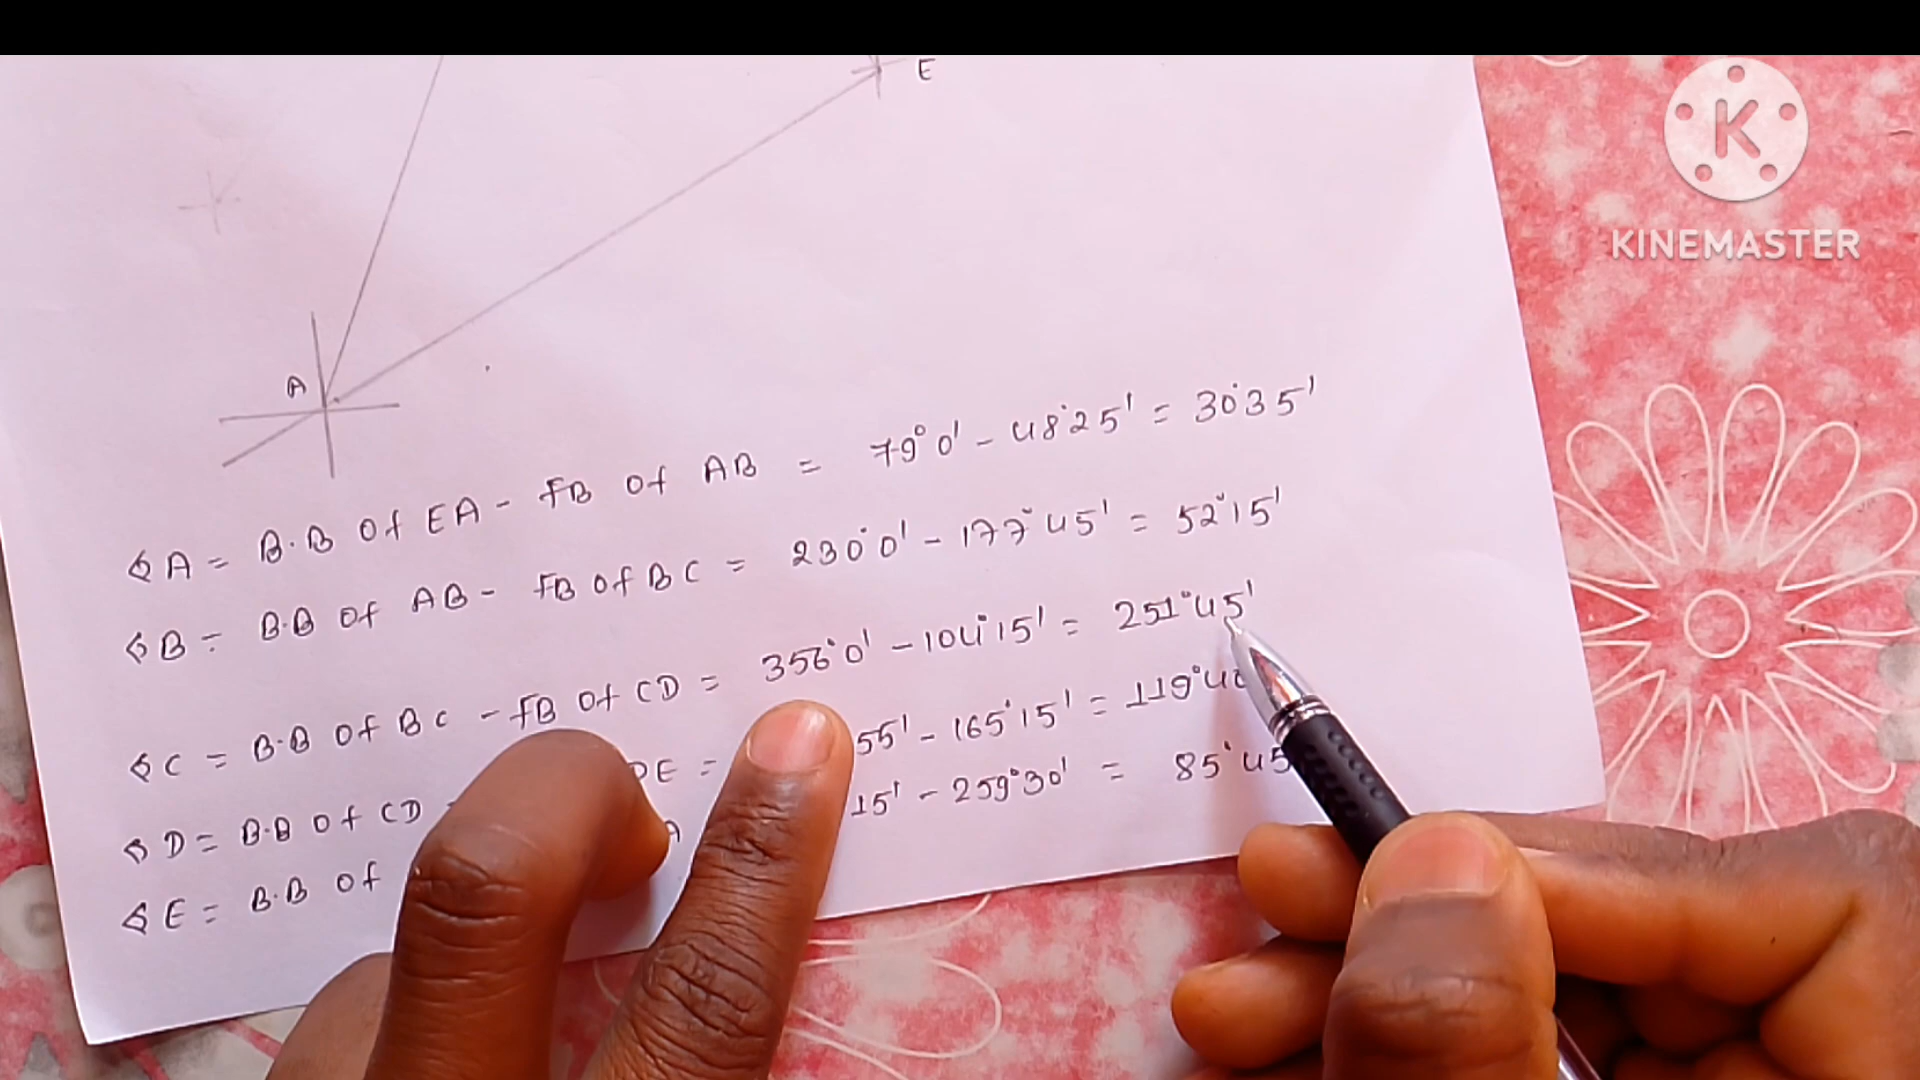 K
KINEMASTER
E
A
∢A = B.B Of EA - FB Of AB = 79°0' - 48°25' = 30°35'
∢B = B.B Of AB - FB Of BC = 230°0' - 177°45' = 52°15'
∢C = B.B Of BC - FB Of CD = 356°0' - 104°15' = 251°45'
∢D = B.B Of CD DE = 55' - 165°15' = 119°40
∢E = B.B Of A 15' - 259°30' = 85°45